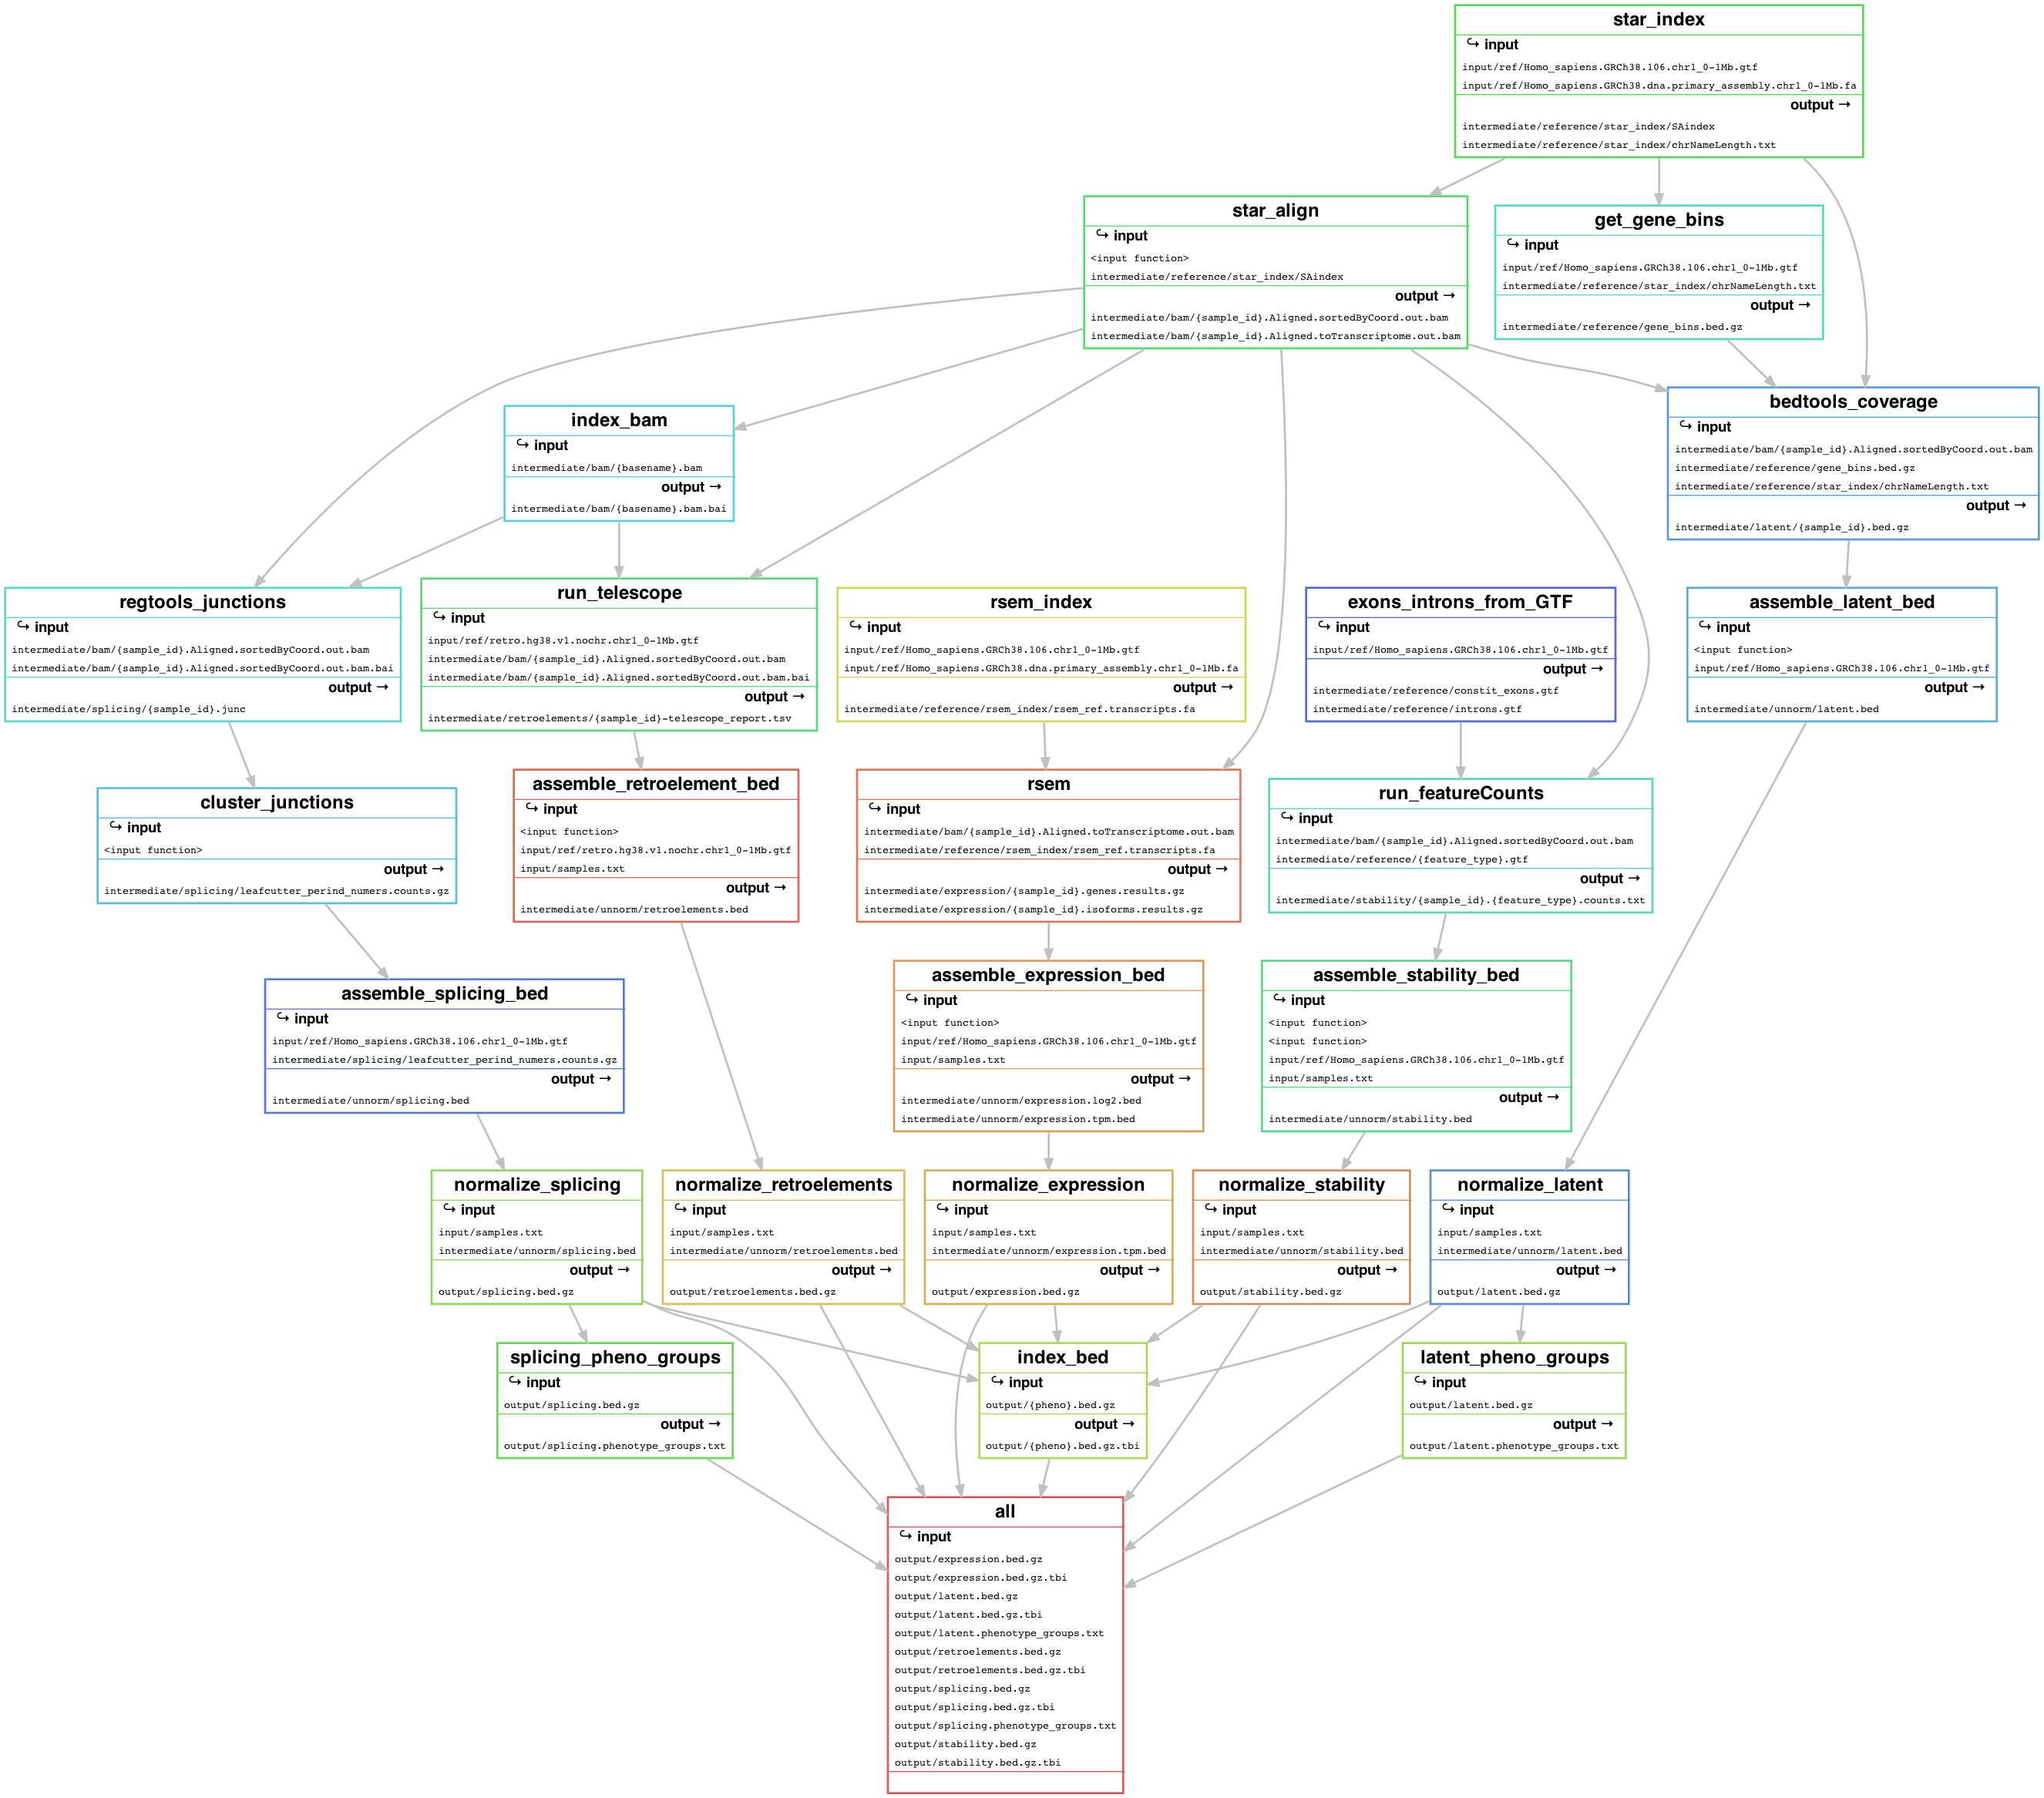 star_index
↪ input
input/ref/Homo_sapiens.GRCh38.106.chr1_0-1Mb.gtf
input/ref/Homo_sapiens.GRCh38.dna.primary_assembly.chr1_0-1Mb.fa
output →
intermediate/reference/star_index/SAindex
intermediate/reference/star_index/chrNameLength.txt
star_align
↪ input
<input function>
intermediate/reference/star_index/SAindex
output →
intermediate/bam/{sample_id}.Aligned.sortedByCoord.out.bam
intermediate/bam/{sample_id}.Aligned.toTranscriptome.out.bam
get_gene_bins
↪ input
input/ref/Homo_sapiens.GRCh38.106.chr1_0-1Mb.gtf
intermediate/reference/star_index/chrNameLength.txt
output →
intermediate/reference/gene_bins.bed.gz
index_bam
↪ input
intermediate/bam/{basename}.bam
output →
intermediate/bam/{basename}.bam.bai
bedtools_coverage
↪ input
intermediate/bam/{sample_id}.Aligned.sortedByCoord.out.bam
intermediate/reference/gene_bins.bed.gz
intermediate/reference/star_index/chrNameLength.txt
output →
intermediate/latent/{sample_id}.bed.gz
regtools_junctions
↪ input
intermediate/bam/{sample_id}.Aligned.sortedByCoord.out.bam
intermediate/bam/{sample_id}.Aligned.sortedByCoord.out.bam.bai
output →
intermediate/splicing/{sample_id}.junc
run_telescope
↪ input
input/ref/retro.hg38.v1.nochr.chr1_0-1Mb.gtf
intermediate/bam/{sample_id}.Aligned.sortedByCoord.out.bam
intermediate/bam/{sample_id}.Aligned.sortedByCoord.out.bam.bai
output →
intermediate/retroelements/{sample_id}-telescope_report.tsv
rsem_index
↪ input
input/ref/Homo_sapiens.GRCh38.106.chr1_0-1Mb.gtf
input/ref/Homo_sapiens.GRCh38.dna.primary_assembly.chr1_0-1Mb.fa
output →
intermediate/reference/rsem_index/rsem_ref.transcripts.fa
exons_introns_from_GTF
↪ input
input/ref/Homo_sapiens.GRCh38.106.chr1_0-1Mb.gtf
output →
intermediate/reference/constit_exons.gtf
intermediate/reference/introns.gtf
assemble_latent_bed
↪ input
<input function>
input/ref/Homo_sapiens.GRCh38.106.chr1_0-1Mb.gtf
output →
intermediate/unnorm/latent.bed
cluster_junctions
↪ input
<input function>
output →
intermediate/splicing/leafcutter_perind_numers.counts.gz
assemble_retroelement_bed
↪ input
<input function>
input/ref/retro.hg38.v1.nochr.chr1_0-1Mb.gtf
input/samples.txt
output →
intermediate/unnorm/retroelements.bed
rsem
↪ input
intermediate/bam/{sample_id}.Aligned.toTranscriptome.out.bam
intermediate/reference/rsem_index/rsem_ref.transcripts.fa
output →
intermediate/expression/{sample_id}.genes.results.gz
intermediate/expression/{sample_id}.isoforms.results.gz
run_featureCounts
↪ input
intermediate/bam/{sample_id}.Aligned.sortedByCoord.out.bam
intermediate/reference/{feature_type}.gtf
output →
intermediate/stability/{sample_id}.{feature_type}.counts.txt
assemble_splicing_bed
↪ input
input/ref/Homo_sapiens.GRCh38.106.chr1_0-1Mb.gtf
intermediate/splicing/leafcutter_perind_numers.counts.gz
output →
intermediate/unnorm/splicing.bed
assemble_expression_bed
↪ input
<input function>
input/ref/Homo_sapiens.GRCh38.106.chr1_0-1Mb.gtf
input/samples.txt
output →
intermediate/unnorm/expression.log2.bed
intermediate/unnorm/expression.tpm.bed
assemble_stability_bed
↪ input
<input function>
<input function>
input/ref/Homo_sapiens.GRCh38.106.chr1_0-1Mb.gtf
input/samples.txt
output →
intermediate/unnorm/stability.bed
normalize_splicing
↪ input
input/samples.txt
intermediate/unnorm/splicing.bed
output →
output/splicing.bed.gz
normalize_retroelements
↪ input
input/samples.txt
intermediate/unnorm/retroelements.bed
output →
output/retroelements.bed.gz
normalize_expression
↪ input
input/samples.txt
intermediate/unnorm/expression.tpm.bed
output →
output/expression.bed.gz
normalize_stability
↪ input
input/samples.txt
intermediate/unnorm/stability.bed
output →
output/stability.bed.gz
normalize_latent
↪ input
input/samples.txt
intermediate/unnorm/latent.bed
output →
output/latent.bed.gz
splicing_pheno_groups
↪ input
output/splicing.bed.gz
output →
output/splicing.phenotype_groups.txt
index_bed
↪ input
output/{pheno}.bed.gz
output →
output/{pheno}.bed.gz.tbi
latent_pheno_groups
↪ input
output/latent.bed.gz
output →
output/latent.phenotype_groups.txt
all
↪ input
output/expression.bed.gz
output/expression.bed.gz.tbi
output/latent.bed.gz
output/latent.bed.gz.tbi
output/latent.phenotype_groups.txt
output/retroelements.bed.gz
output/retroelements.bed.gz.tbi
output/splicing.bed.gz
output/splicing.bed.gz.tbi
output/splicing.phenotype_groups.txt
output/stability.bed.gz
output/stability.bed.gz.tbi